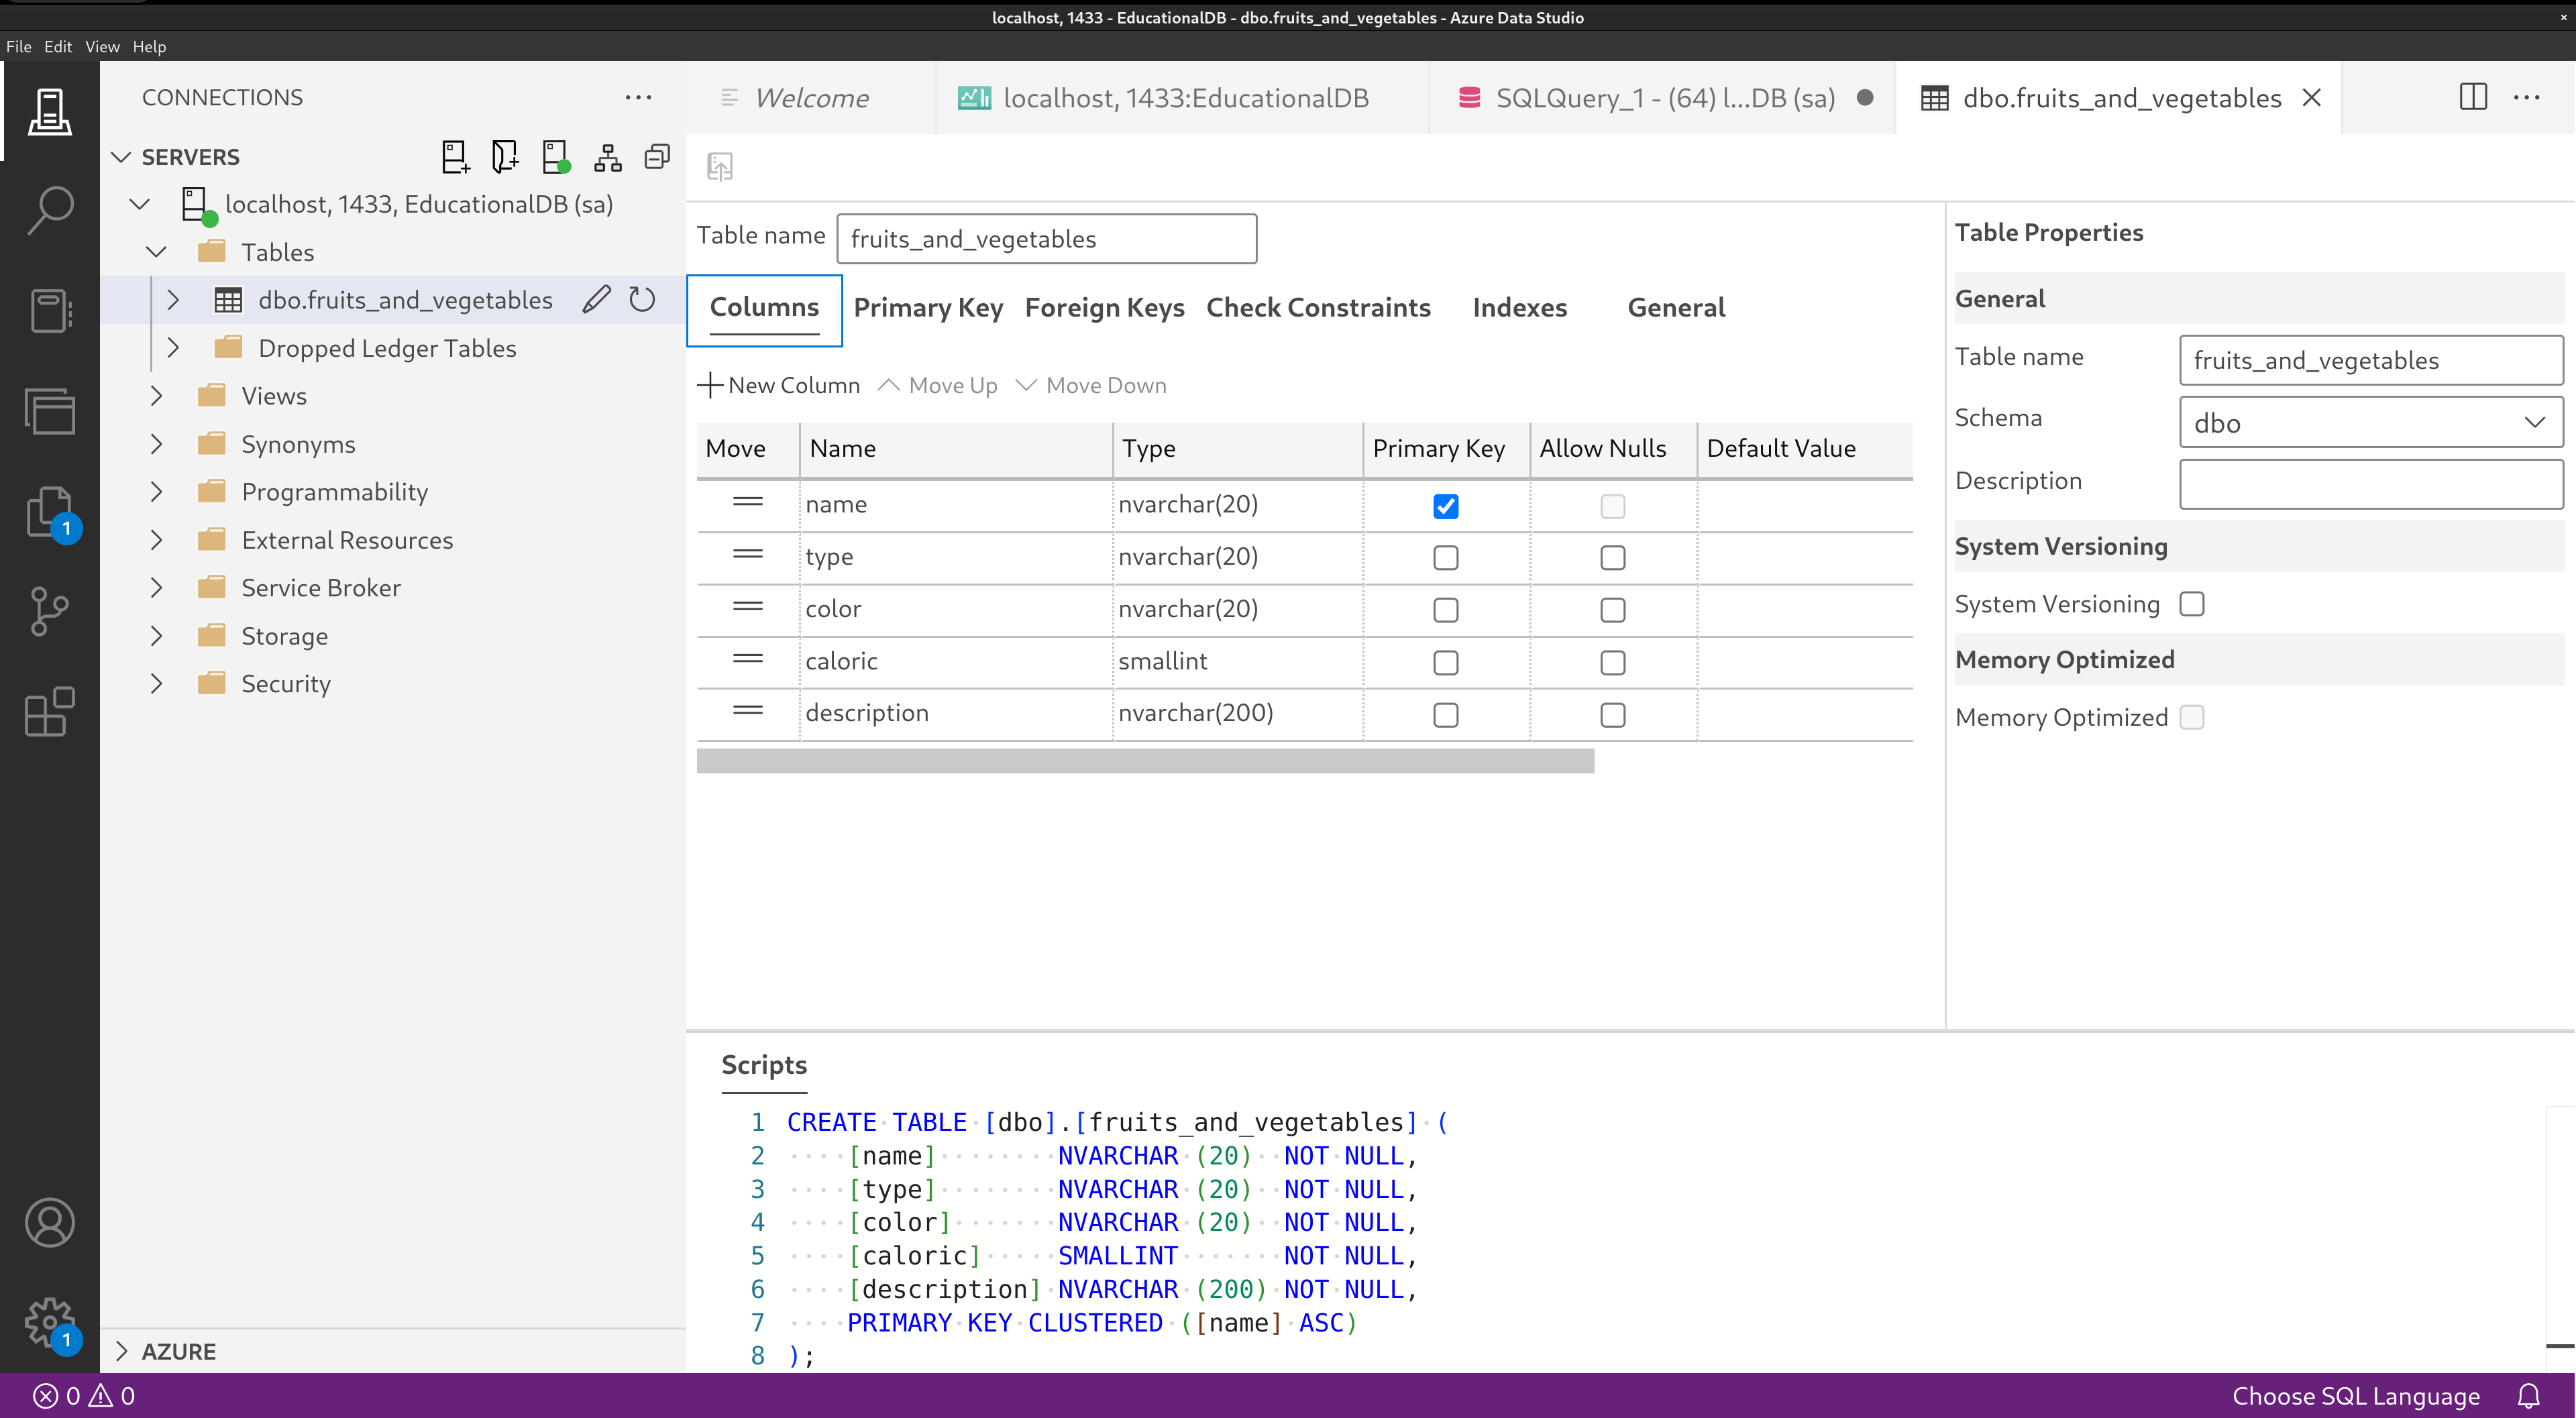 localhost, 1433 - EducationalDB - dbo.fruits_and_vegetables - Azure Data Studio
File Edit View Help
CONNECTIONS
SERVERS
localhost, 1433, EducationalDB (sa)
Tables
dbo.fruits_and_vegetables
Dropped Ledger Tables
Views
Synonyms
Programmability
External Resources
Service Broker
Storage
Security
AZURE
1
1
Welcome
localhost, 1433:EducationalDB
SQLQuery_1 - (64) l...DB (sa)
dbo.fruits_and_vegetables
Table name fruits_and_vegetables
Columns Primary Key Foreign Keys Check Constraints Indexes General
New Column Move Up Move Down
Move Name Type Primary Key Allow Nulls Default Value
name nvarchar(20)
type nvarchar(20)
color nvarchar(20)
caloric smallint
description nvarchar(200)
Table Properties
General
Table name fruits_and_vegetables
Schema dbo
Description
System Versioning
System Versioning
Memory Optimized
Memory Optimized
Scripts
1 CREATE TABLE [dbo].[fruits_and_vegetables] (
2 [name] NVARCHAR (20) NOT NULL,
3 [type] NVARCHAR (20) NOT NULL,
4 [color] NVARCHAR (20) NOT NULL,
5 [caloric] SMALLINT NOT NULL,
6 [description] NVARCHAR (200) NOT NULL,
7 PRIMARY KEY CLUSTERED ([name] ASC)
8 );
0 0
Choose SQL Language